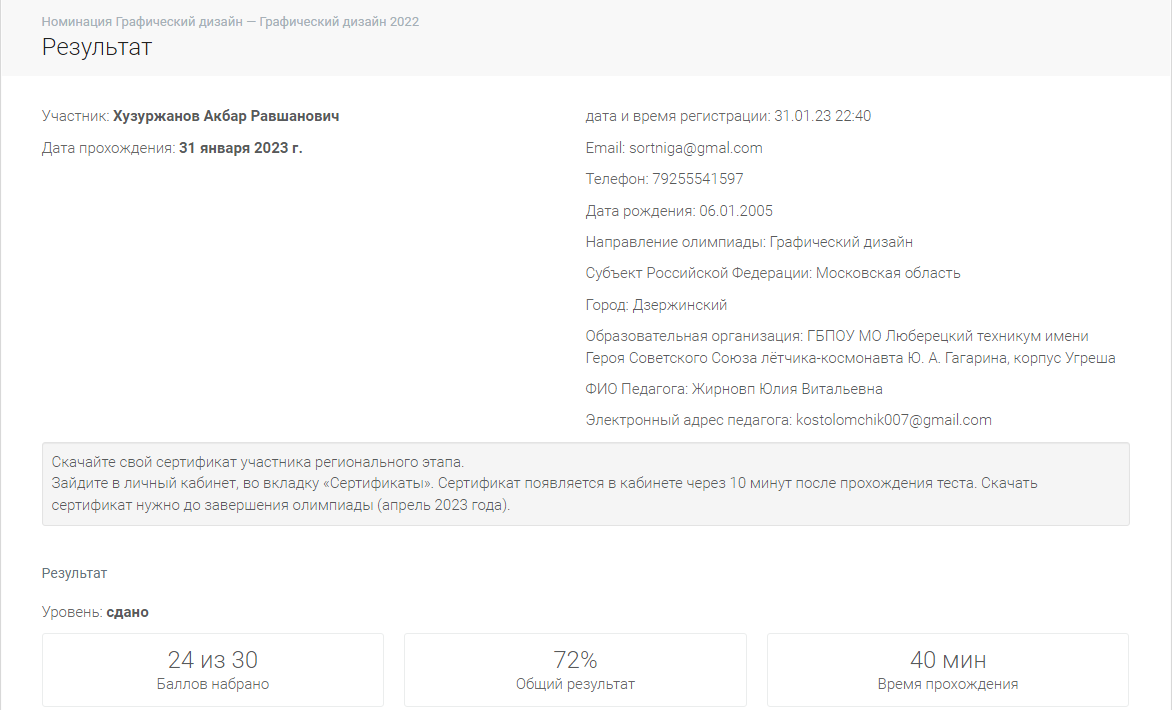 Номинация Графический дизайн — Графический дизайн 2022
Результат
Участник: Хузуржанов Акбар Равшанович
Дата прохождения: 31 января 2023 г.
дата и время регистрации: 31.01.23 22:40
Email: sortniga@gmal.com
Телефон: 79255541597
Дата рождения: 06.01.2005
Направление олимпиады: Графический дизайн
Субъект Российской Федерации: Московская область
Город: Дзержинский
Образовательная организация: ГБПОУ МО Люберецкий техникум имени
Героя Советского Союза лётчика-космонавта Ю. А. Гагарина, корпус Угреша
ФИО Педагога: Жирновп Юлия Витальевна
Электронный адрес педагога: kostolomchik007@gmail.com
Скачайте свой сертификат участника регионального этапа.
Зайдите в личный кабинет, во вкладку «Сертификаты». Сертификат появляется в кабинете через 10 минут после прохождения теста. Скачать
сертификат нужно до завершения олимпиады (апрель 2023 года).
Результат
Уровень: сдано
24 из 30
Баллов набрано
72%
Общий результат
40 мин
Время прохождения